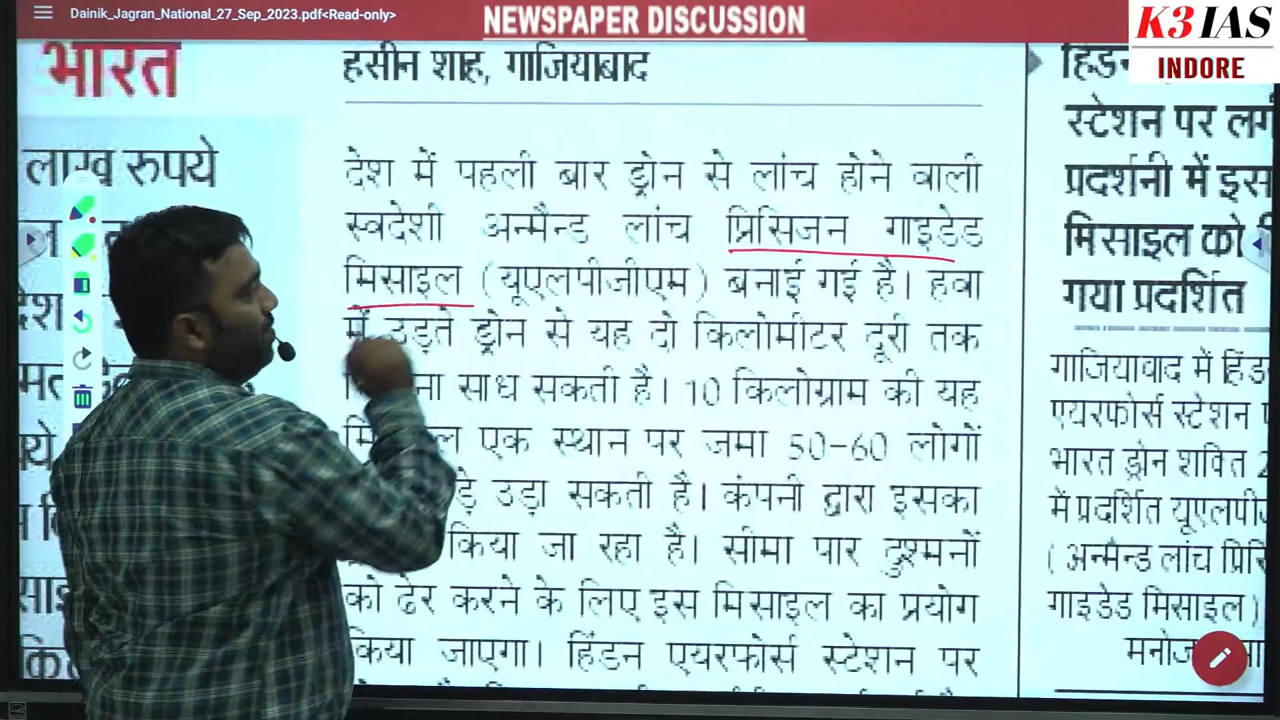 Dainik_Jagran_National_27_Sep_2023.pdf<Read-only>
NEWSPAPER DISCUSSION
K3 IAS
INDORE
भारत
लाख रुपये
हसीन शाह, गाजियाबाद
देश में पहली बार ड्रोन से लांच होने वाली
स्वदेशी अन्मैन्ड लांच प्रिसिजन गाइडेड
मिसाइल (यूएलपीजीएम) बनाई गई है। हवा
में उड़ते ड्रोन से यह दो किलोमीटर दूरी तक
साध सकती है। 10 किलोग्राम की यह
एक स्थान पर जमा 50-60 लोगों
उड़ा सकती है। कंपनी द्वारा इसका
किया जा रहा है। सीमा पार दुश्मनों
को ढेर करने के लिए इस मिसाइल का प्रयोग
किया जाएगा। हिंडन एयरफोर्स स्टेशन पर
स्टेशन पर
प्रदर्शनी में
मिसाइल को
गया प्रदर्शित
गाजियाबाद में
एयरफोर्स स्टेशन
भारत ड्रोन शक्ति
में प्रदर्शित
(अन्मैन्ड लांच
गाइडेड मिसाइल)